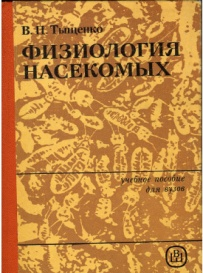 В. П. Тыщенко
ФИЗИОЛОГИЯ
НАСЕКОМЫХ
учебное пособие
для вузов